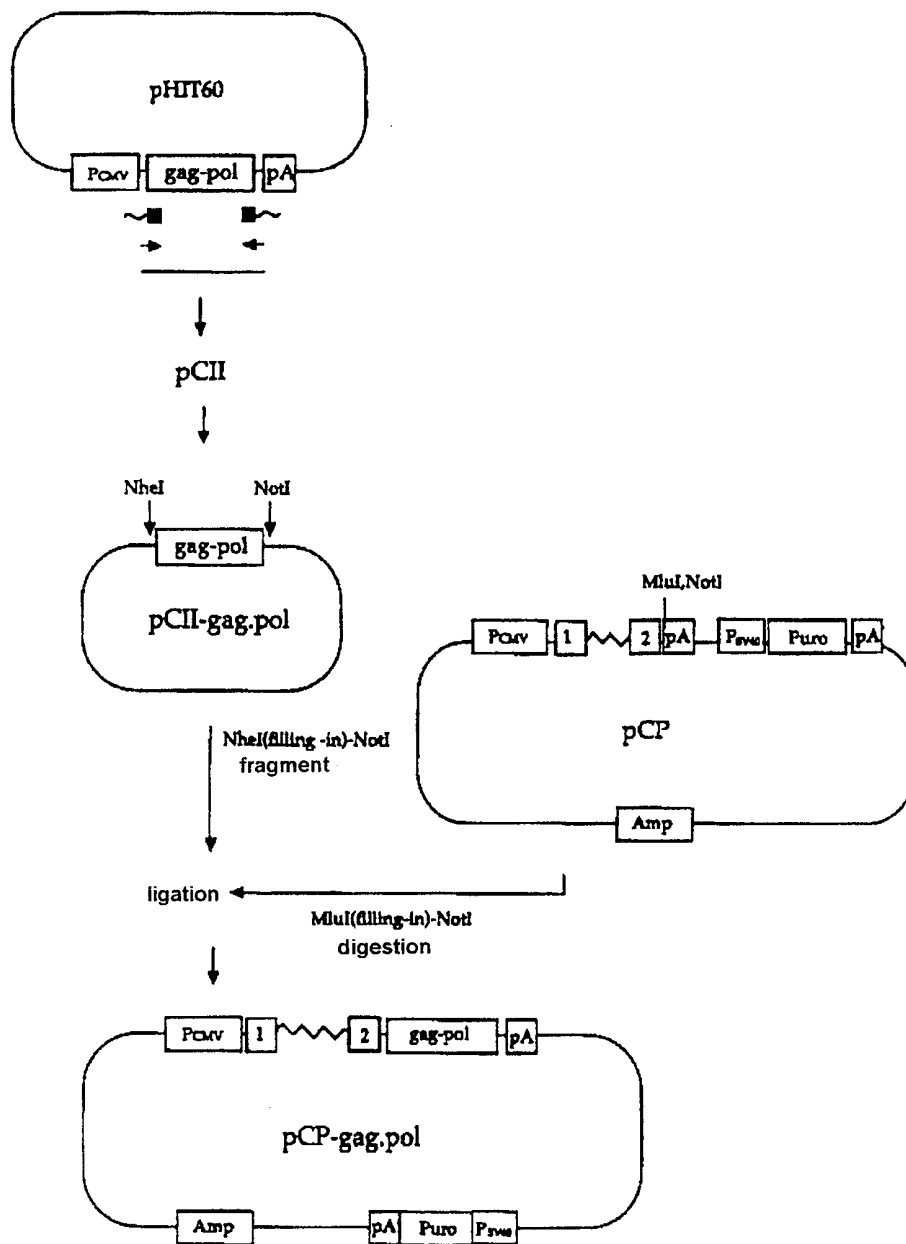 pHIT60
PCMV gag-pol pA
pCII
NheI NotI
gag-pol
pCII-gag.pol
MluI,NotI
PCMV 1 2 pA PSV40 Puro pA
pCP
Amp
NheI(filling -in)-NotI
fragment
ligation
MluI(filling-in)-NotI
digestion
PCMV 1 2 gag-pol pA
pCP-gag.pol
Amp pA Puro PSV40